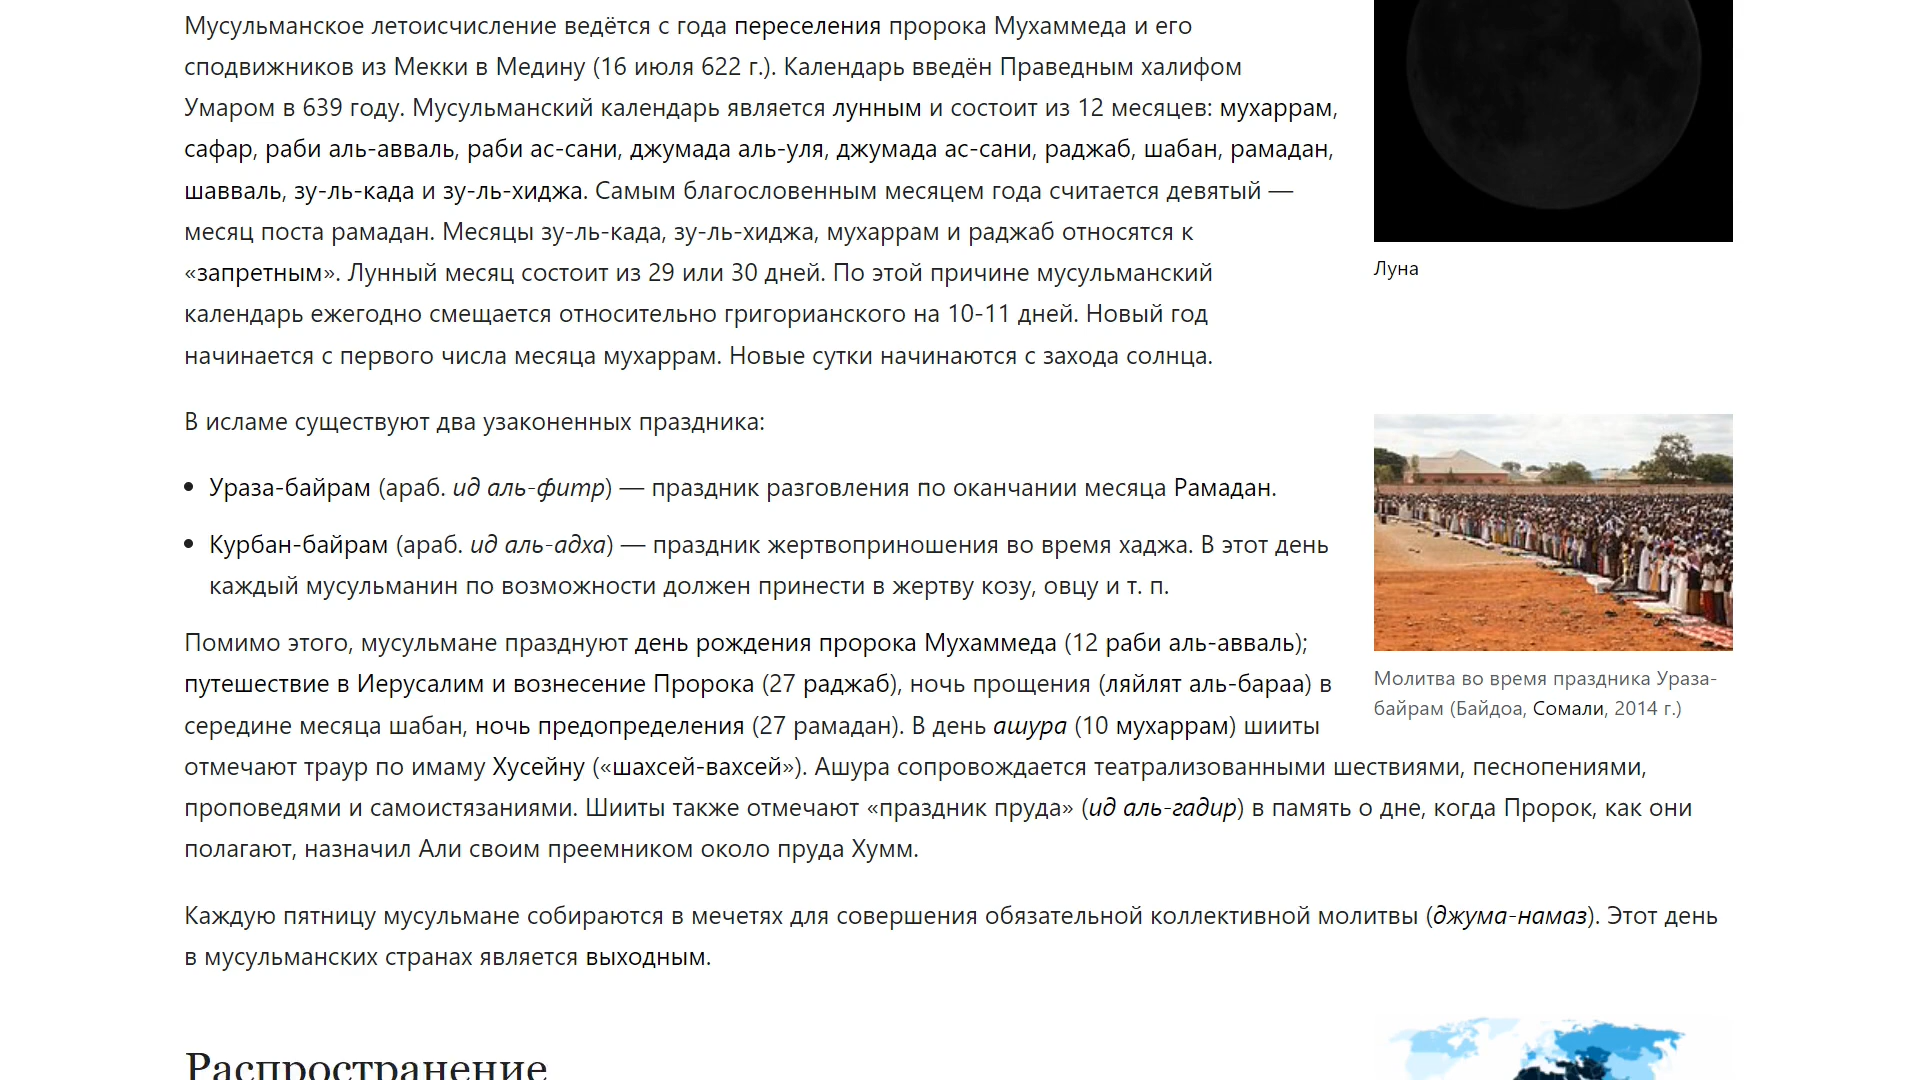 Мусульманское летоисчисление ведётся с года переселения пророка Мухаммеда и его
сподвижников из Мекки в Медину (16 июля 622 г.). Календарь введён Праведным халифом
Умаром в 639 году. Мусульманский календарь является лунным и состоит из 12 месяцев: мухаррам,
сафар, раби аль-авваль, раби ас-сани, джумада аль-уля, джумада ас-сани, раджаб, шабан, рамадан,
шавваль, зу-ль-када и зу-ль-хиджа. Самым благословенным месяцем года считается девятый —
месяц поста рамадан. Месяцы зу-ль-када, зу-ль-хиджа, мухаррам и раджаб относятся к
«запретным». Лунный месяц состоит из 29 или 30 дней. По этой причине мусульманский
календарь ежегодно смещается относительно григорианского на 10-11 дней. Новый год
начинается с первого числа месяца мухаррам. Новые сутки начинаются с захода солнца.
Луна
В исламе существуют два узаконенных праздника:
Ураза-байрам (араб. ид аль-фитр) — праздник разговления по оканчании месяца Рамадан.
Курбан-байрам (араб. ид аль-адха) — праздник жертвоприношения во время хаджа. В этот день
каждый мусульманин по возможности должен принести в жертву козу, овцу и т. п.
Молитва во время праздника Ураза-
байрам (Байдоа, Сомали, 2014 г.)
Помимо этого, мусульмане празднуют день рождения пророка Мухаммеда (12 раби аль-авваль);
путешествие в Иерусалим и вознесение Пророка (27 раджаб), ночь прощения (ляйлят аль-бараа) в
середине месяца шабан, ночь предопределения (27 рамадан). В день ашура (10 мухаррам) шииты
отмечают траур по имаму Хусейну («шахсей-вахсей»). Ашура сопровождается театрализованными шествиями, песнопениями,
проповедями и самоистязаниями. Шииты также отмечают «праздник пруда» (ид аль-гадир) в память о дне, когда Пророк, как они
полагают, назначил Али своим преемником около пруда Хумм.
Каждую пятницу мусульмане собираются в мечетях для совершения обязательной коллективной молитвы (джума-намаз). Этот день
в мусульманских странах является выходным.
Распространение